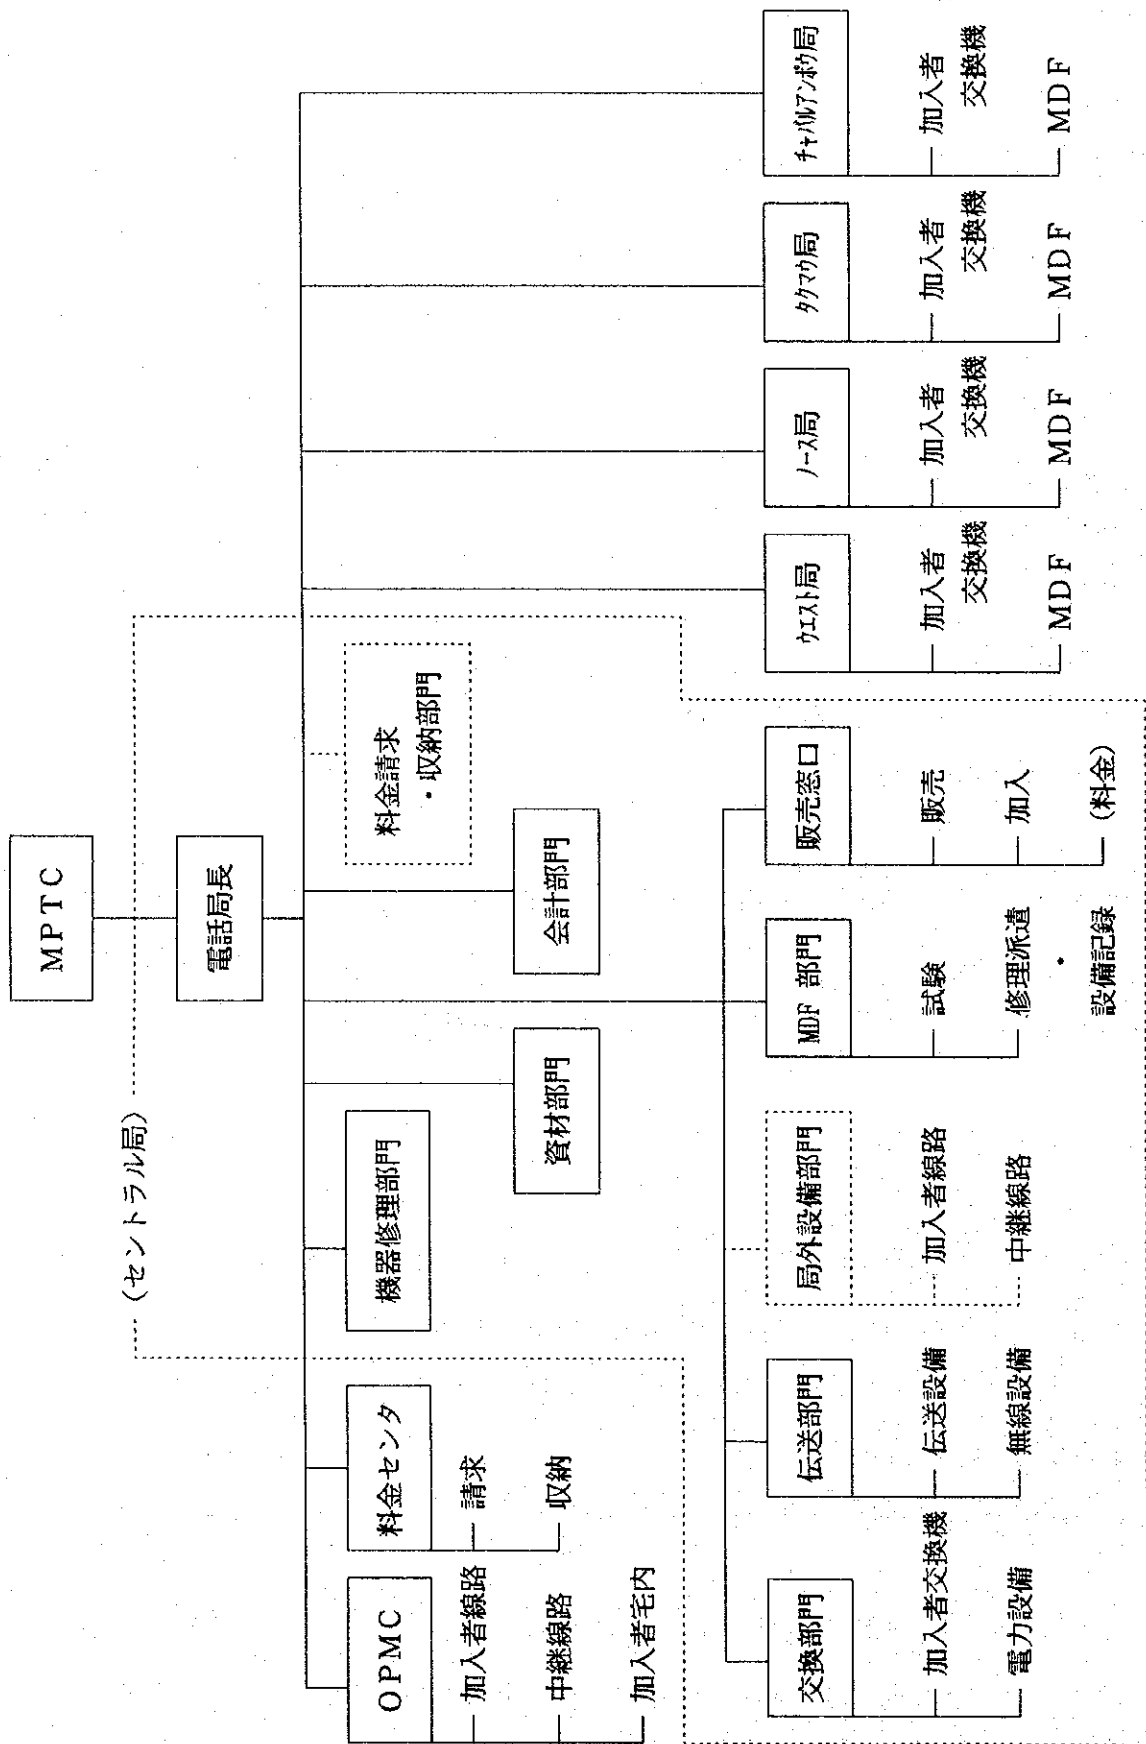 MPTC
(セントラル局)
電話局長
OPMC
加入者線路
中継線路
加入者宅内
料金センタ
請求
収納
機器修理部門
資材部門
会計部門
料金請求
・収納部門
交換部門
加入者交換機
電力設備
伝送部門
伝送設備
無線設備
局外設備部門
加入者線路
中継線路
MDF 部門
試験
修理派遣
・
設備記録
販売窓口
販売
加入
(料金)
ウエスト局
加入者
交換機
MDF
ノース局
加入者
交換機
MDF
タクマウ局
加入者
交換機
MDF
チャバルアンポウ局
加入者
交換機
MDF